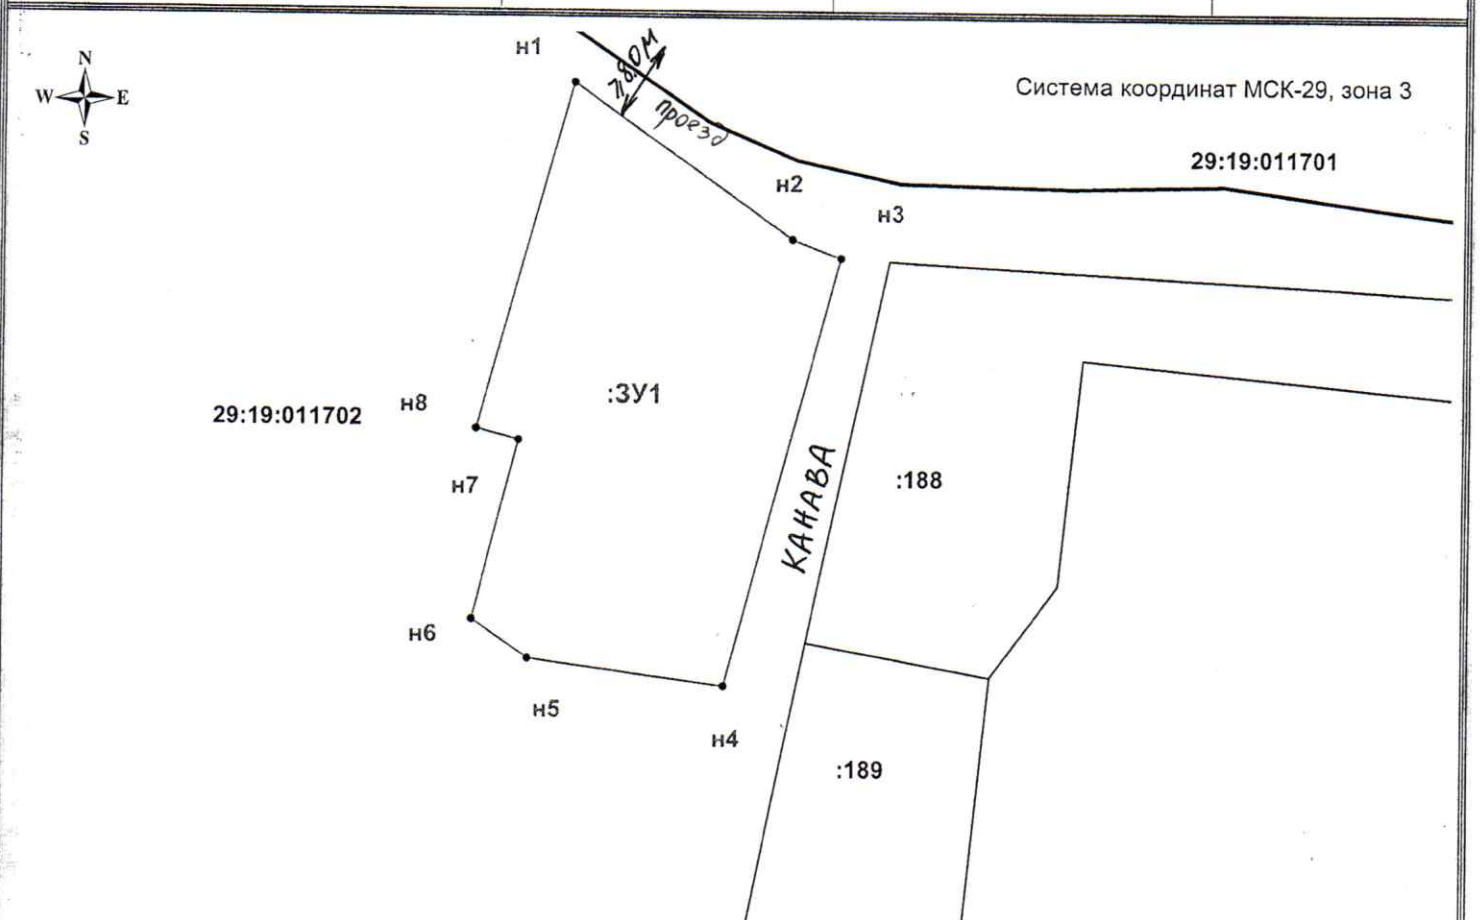 н1
≥8.0м
проезд
N
W E
S
Система координат МСК-29, зона 3
29:19:011701
н2
н3
:ЗУ1
н8
29:19:011702
н7
КАНАВА
:188
н6
н5
н4
:189